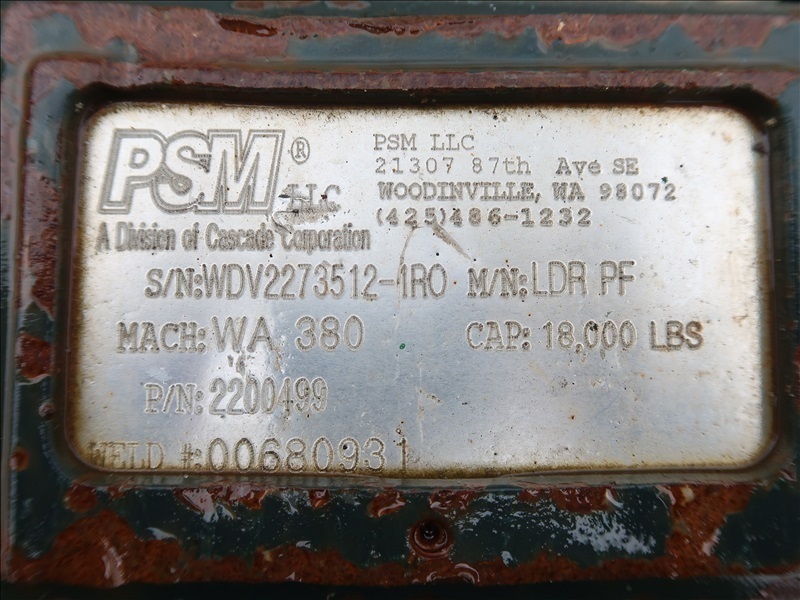 PSM® LLC
A Division of Cascade Corporation
PSM LLC
21307 87th Ave SE
WOODINVILLE, WA 98072
(425)486-1232
S/N:WDV2273512-1R0 M/N:LDR PF
MACH:WA 380 CAP: 18,000 LBS
P/N:2200499
WELD #:00680931